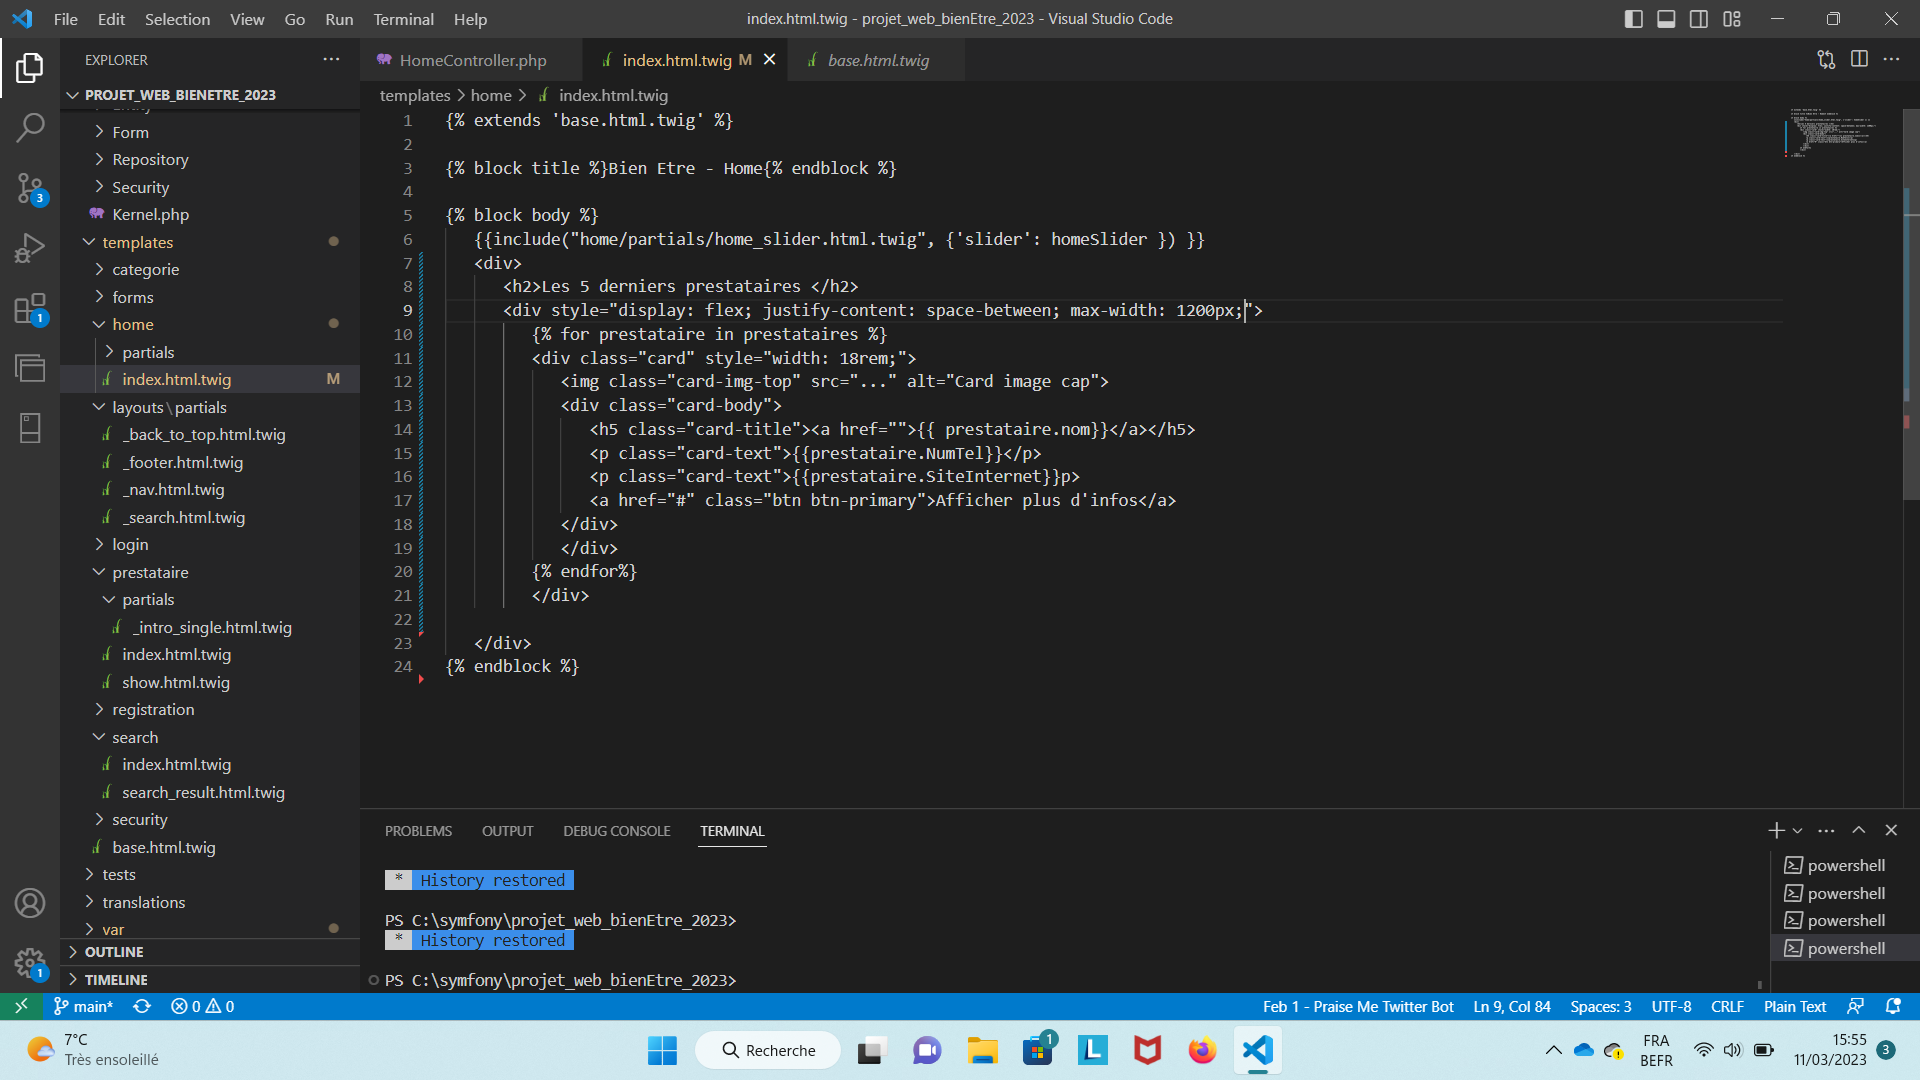 File Edit Selection View Go Run Terminal Help
index.html.twig - projet_web_bienEtre_2023 - Visual Studio Code
EXPLORER
HomeController.php
index.html.twig M
base.html.twig
PROJET_WEB_BIENETRE_2023
templates > home > index.html.twig
Form
Repository
Security
Kernel.php
templates
categorie
forms
home
partials
index.html.twig M
layouts\partials
_back_to_top.html.twig
_footer.html.twig
_nav.html.twig
_search.html.twig
login
prestataire
partials
_intro_single.html.twig
index.html.twig
show.html.twig
registration
search
index.html.twig
search_result.html.twig
security
base.html.twig
tests
translations
var
OUTLINE
TIMELINE
3
1
1
1 {% extends 'base.html.twig' %}
2
3 {% block title %}Bien Etre - Home{% endblock %}
4
5 {% block body %}
6 {{include("home/partials/home_slider.html.twig", {'slider': homeSlider }) }}
7 <div>
8 <h2>Les 5 derniers prestataires </h2>
9 <div style="display: flex; justify-content: space-between; max-width: 1200px;">
10 {% for prestataire in prestataires %}
11 <div class="card" style="width: 18rem;">
12 <img class="card-img-top" src="..." alt="Card image cap">
13 <div class="card-body">
14 <h5 class="card-title"><a href="">{{ prestataire.nom}}</a></h5>
15 <p class="card-text">{{prestataire.NumTel}}</p>
16 <p class="card-text">{{prestataire.SiteInternet}}p>
17 <a href="#" class="btn btn-primary">Afficher plus d'infos</a>
18 </div>
19 </div>
20 {% endfor%}
21 </div>
22
23 </div>
24 {% endblock %}
PROBLEMS OUTPUT DEBUG CONSOLE TERMINAL
* History restored
PS C:\symfony\projet_web_bienEtre_2023>
* History restored
PS C:\symfony\projet_web_bienEtre_2023>
powershell
powershell
powershell
powershell
main* 0 0
Feb 1 - Praise Me Twitter Bot Ln 9, Col 84 Spaces: 3 UTF-8 CRLF Plain Text
7°C
Très ensoleillé
Recherche
1
L
FRA
BEFR
15:55
11/03/2023
3